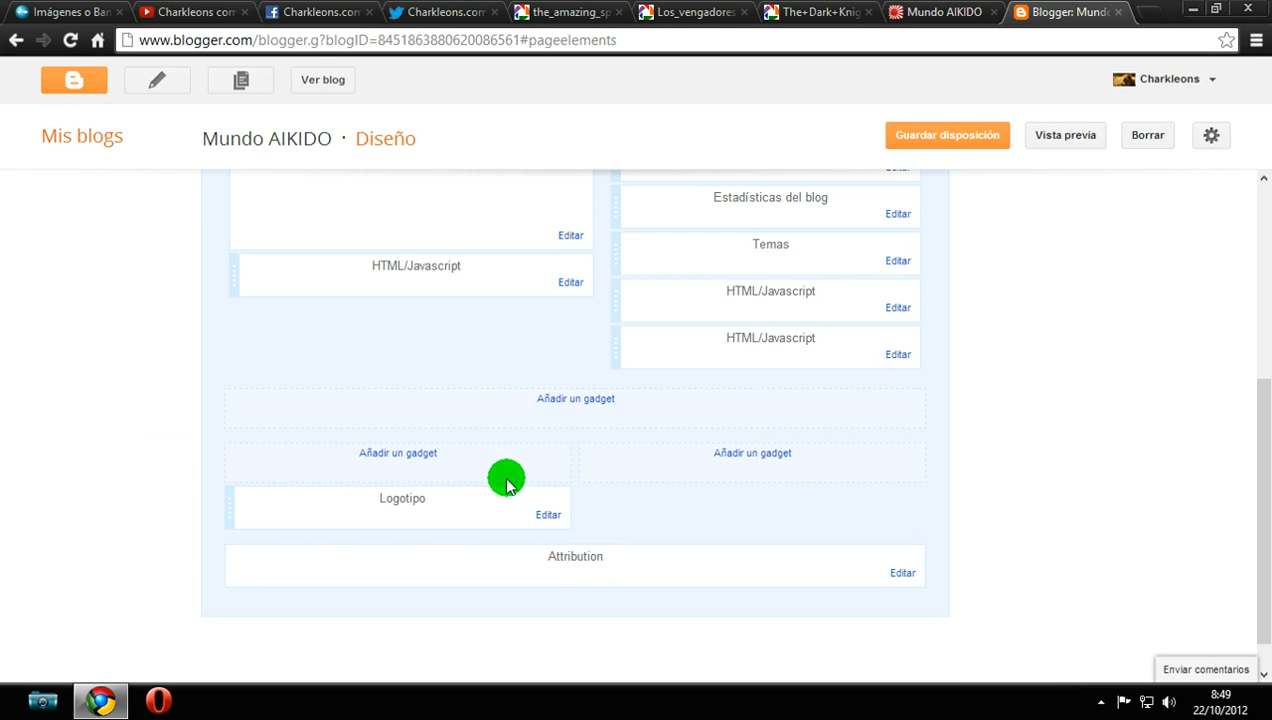 Imágenes o Ban
Charkleons com
Charkleons.com
Charkleons.com
the_amazing_sp
Los_vengadores
The+Dark+Knig
Mundo AIKIDO
Blogger: Mundo
www.blogger.com/blogger.g?blogID=8451863880620086561#pageelements
Ver blog
Charkleons
Mis blogs
Mundo AIKIDO · Diseño
Guardar disposición
Vista previa
Borrar
Estadísticas del blog
Editar
Editar
Temas
Editar
HTML/Javascript
Editar
HTML/Javascript
Editar
HTML/Javascript
Editar
Añadir un gadget
Añadir un gadget
Añadir un gadget
Logotipo
Editar
Attribution
Editar
Enviar comentarios
8:49
22/10/2012